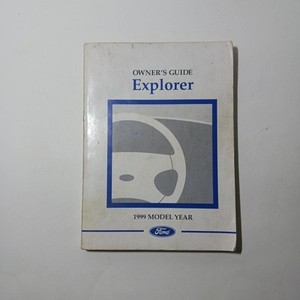 OWNER'S GUIDE
Explorer
1999 MODEL YEAR
Ford